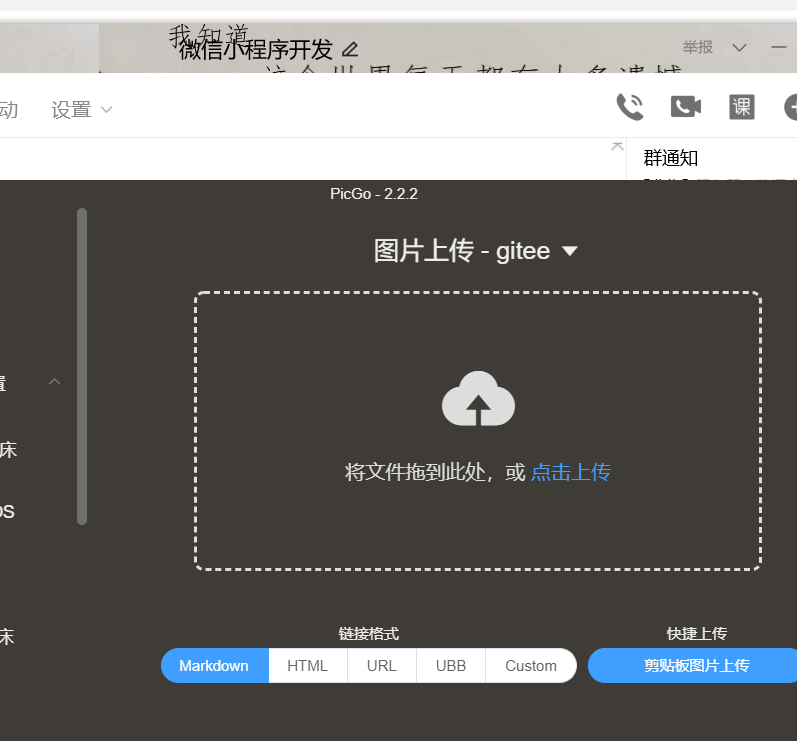 我知道
微信小程序开发
举报
动 设置
课
群通知
PicGo - 2.2.2
图片上传 - gitee
将文件拖到此处，或 点击上传
床
OS
床
链接格式
快捷上传
Markdown HTML URL UBB Custom
剪贴板图片上传